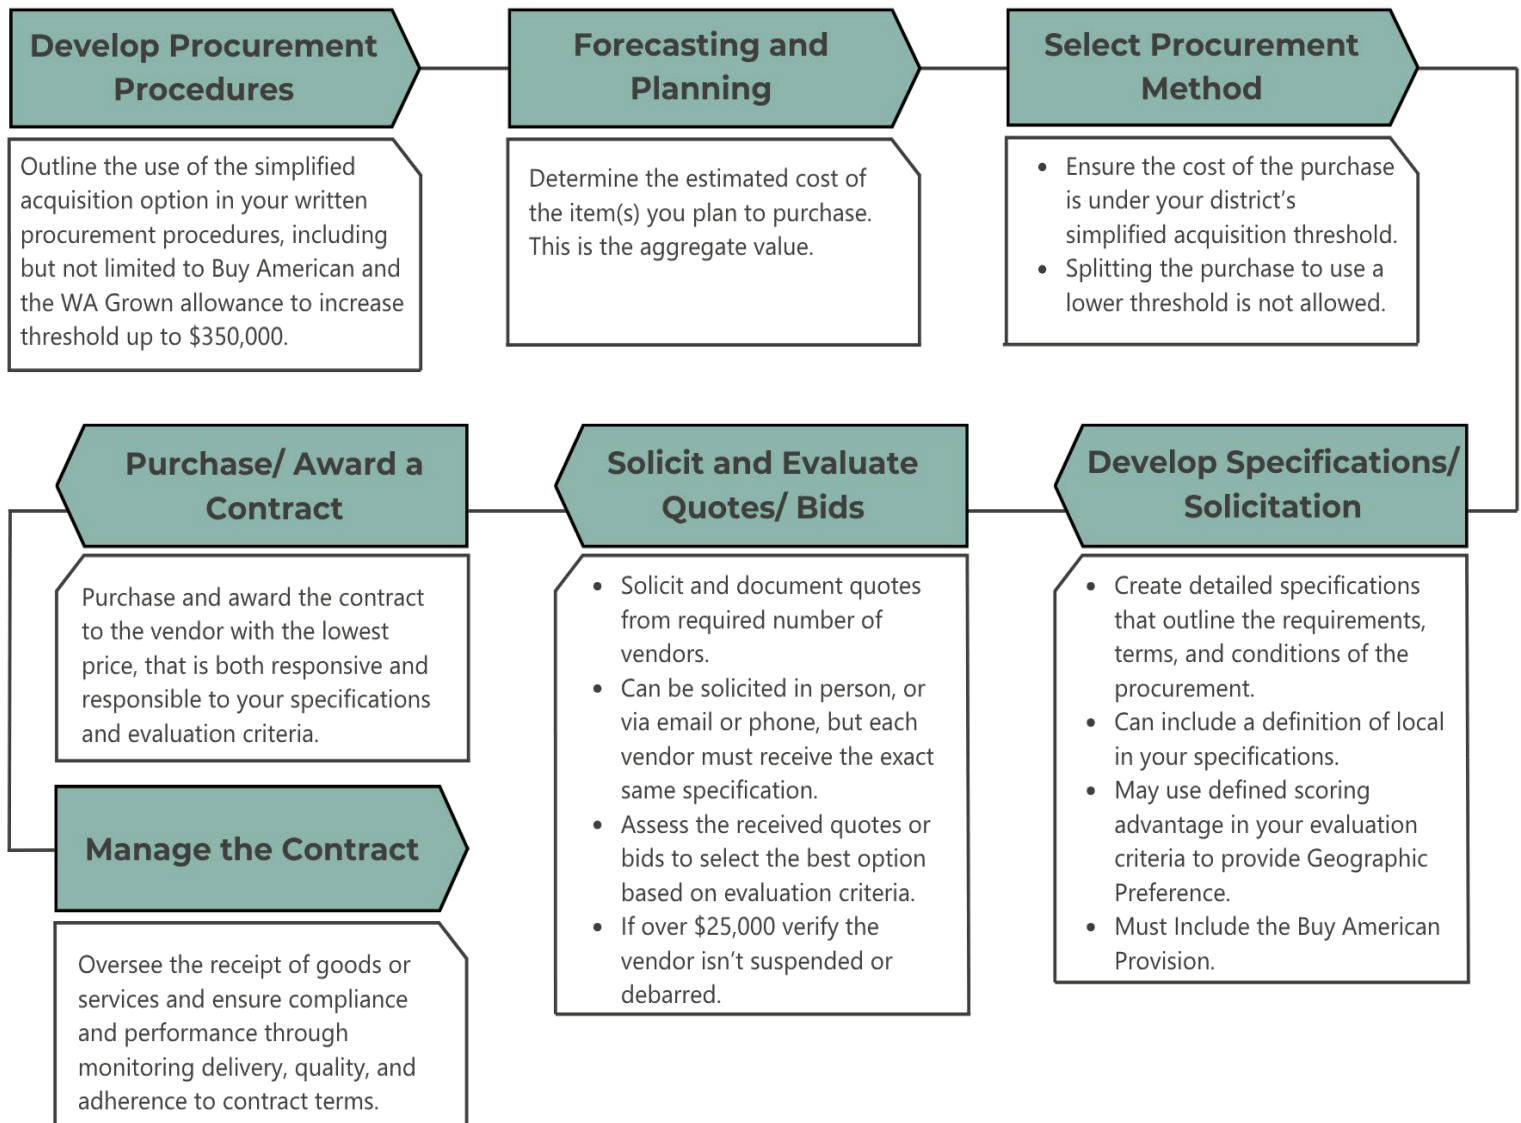 Develop Procurement
Procedures
Outline the use of the simplified
acquisition option in your written
procurement procedures, including
but not limited to Buy American and
the WA Grown allowance to increase
threshold up to $350,000.
Forecasting and
Planning
Determine the estimated cost of
the item(s) you plan to purchase.
This is the aggregate value.
Select Procurement
Method
• Ensure the cost of the purchase
is under your district’s
simplified acquisition threshold.
• Splitting the purchase to use a
lower threshold is not allowed.
Develop Specifications/
Solicitation
• Create detailed specifications
that outline the requirements,
terms, and conditions of the
procurement.
• Can include a definition of local
in your specifications.
• May use defined scoring
advantage in your evaluation
criteria to provide Geographic
Preference.
• Must Include the Buy American
Provision.
Solicit and Evaluate
Quotes/ Bids
• Solicit and document quotes
from required number of
vendors.
• Can be solicited in person, or
via email or phone, but each
vendor must receive the exact
same specification.
• Assess the received quotes or
bids to select the best option
based on evaluation criteria.
• If over $25,000 verify the
vendor isn’t suspended or
debarred.
Purchase/ Award a
Contract
Purchase and award the contract
to the vendor with the lowest
price, that is both responsive and
responsible to your specifications
and evaluation criteria.
Manage the Contract
Oversee the receipt of goods or
services and ensure compliance
and performance through
monitoring delivery, quality, and
adherence to contract terms.